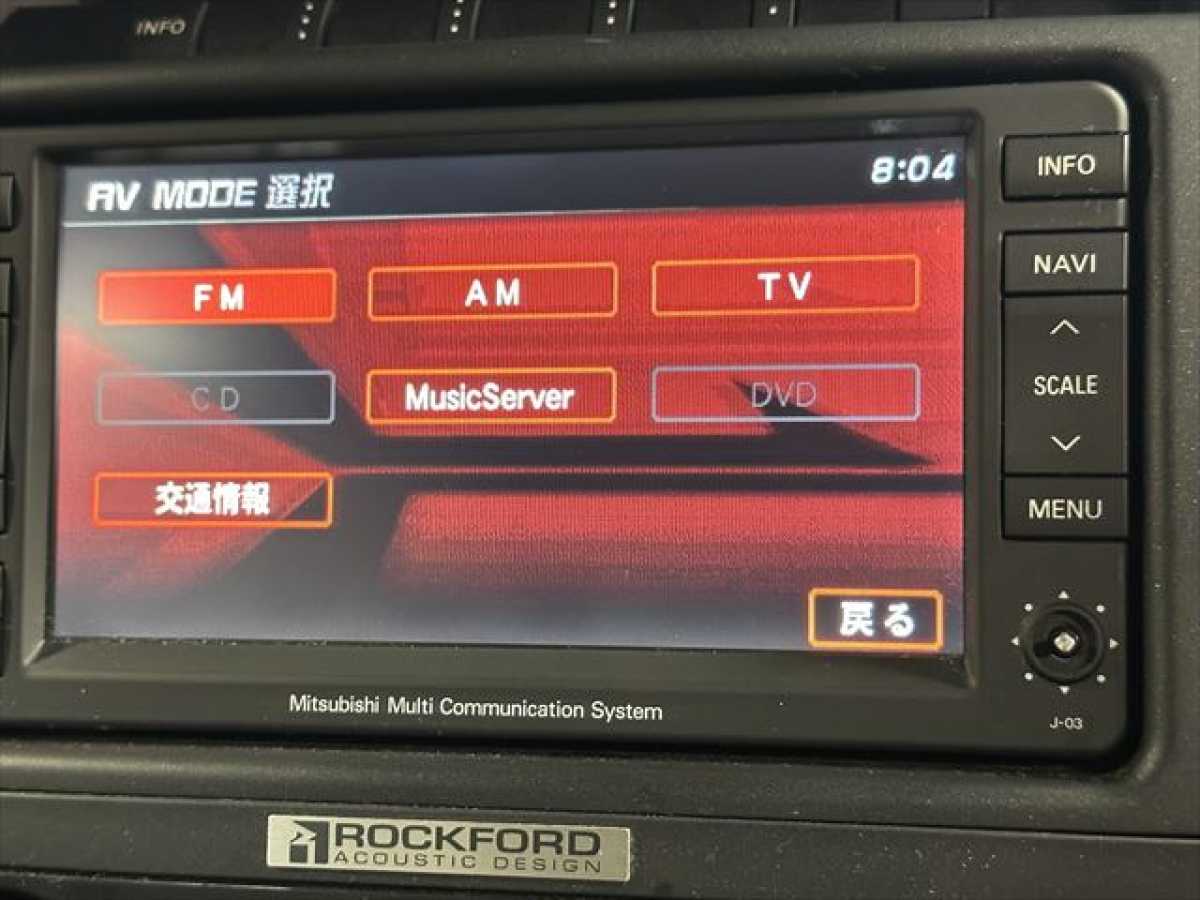 INFO
AV MODE 選択
8:04
FM
AM
TV
CD
MusicServer
DVD
交通情報
戻る
INFO
NAVI
SCALE
MENU
J-03
Mitsubishi Multi Communication System
ROCKFORD
ACOUSTIC DESIGN